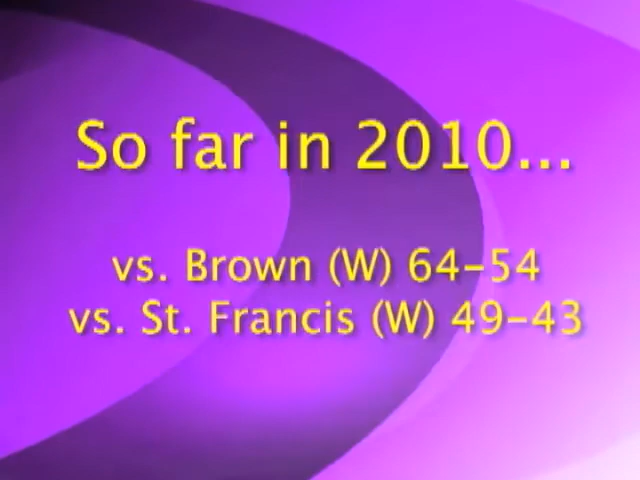 So far in 2010...
vs. Brown (W) 64-54
vs. St. Francis (W) 49-43